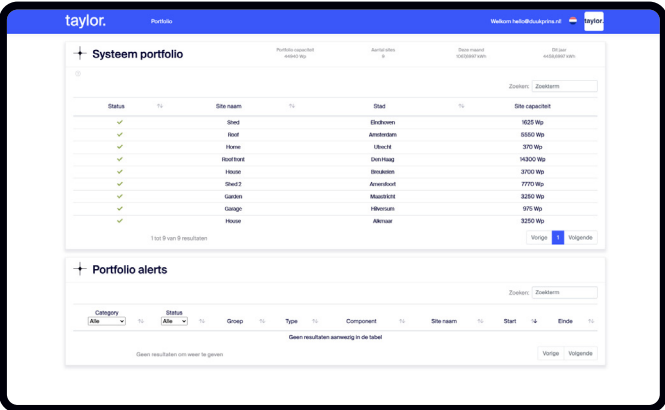 taylor. Portfolio Welkom hello@duukprins.nl taylor.
Systeem portfolio
Portfolio capaciteit Aantal sites Deze maand Dit jaar
44940 Wp 9
Zoeken: Zoekterm
Status Site naam Stad Site capaciteit
Shed Eindhoven 1625 Wp
Roof Amsterdam 5550 Wp
Home Utrecht 370 Wp
Roof front Den Haag 14300 Wp
House Breukelen 3700 Wp
Shed 2 Amersfoort 7770 Wp
Garden Maastricht 3250 Wp
Garage Hilversum 975 Wp
House Alkmaar 3250 Wp
1 tot 9 van 9 resultaten Vorige 1 Volgende
Portfolio alerts
Zoeken: Zoekterm
Category Status
Alle Alle Groep Type Component Site naam Start Einde
Geen resultaten aanwezig in de tabel
Geen resultaten om weer te geven Vorige Volgende